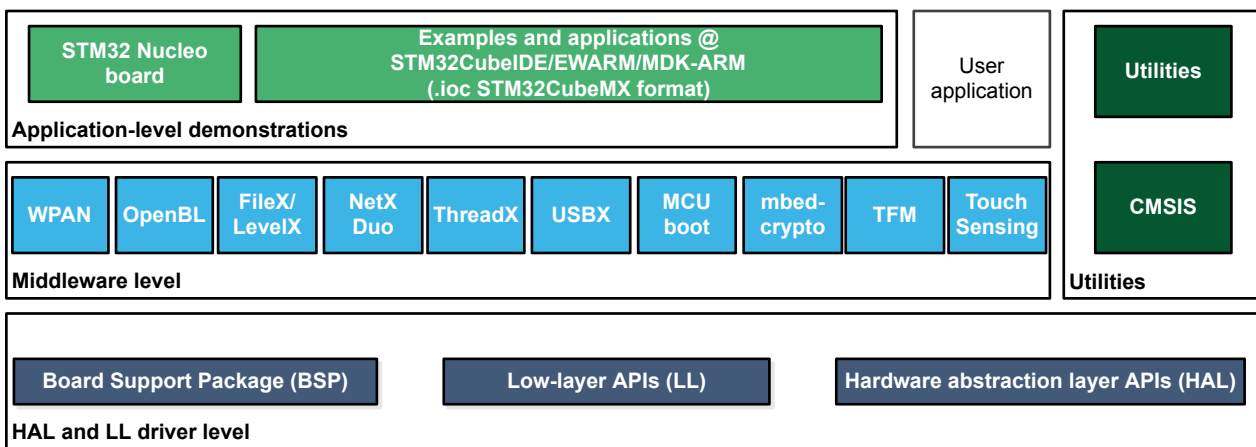 STM32 Nucleo
board
Examples and applications @
STM32CubeIDE/EWARM/MDK-ARM
(.ioc STM32CubeMX format)
Application-level demonstrations
User
application
Utilities
WPAN
OpenBL
FileX/
LevelX
NetX
Duo
ThreadX
USBX
MCU
boot
mbed-
crypto
TFM
Touch
Sensing
Middleware level
CMSIS
Utilities
Board Support Package (BSP)
Low-layer APIs (LL)
Hardware abstraction layer APIs (HAL)
HAL and LL driver level